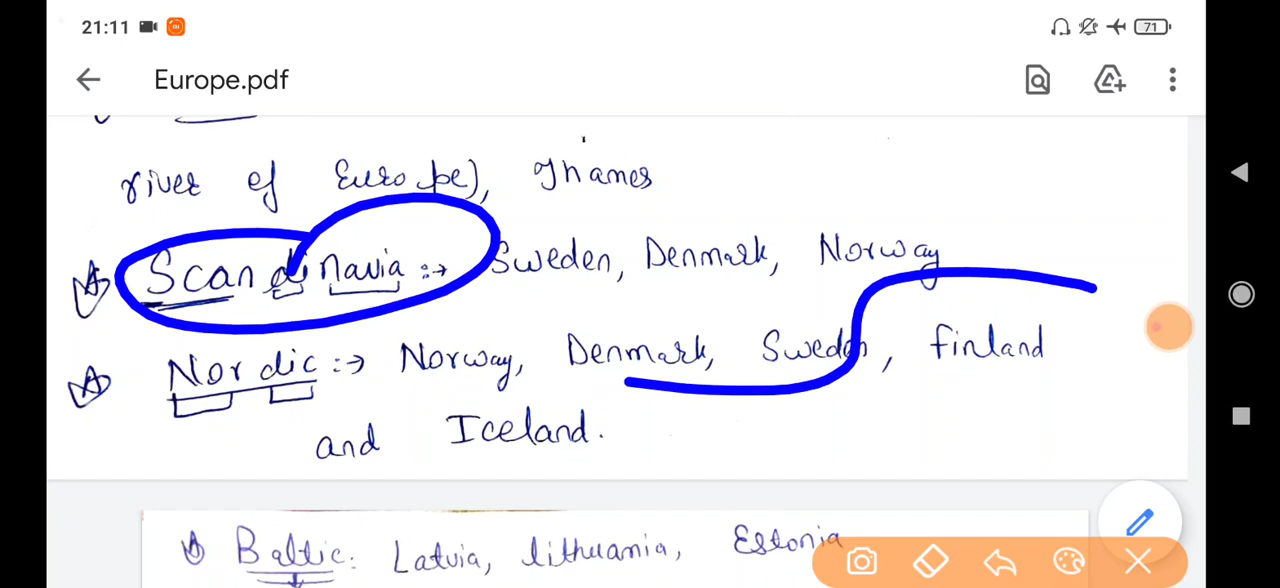 21:11 71
Europe.pdf
river of Europe), Thames
Scandinavia :→ Sweden, Denmark, Norway
Nordic :→ Norway, Denmark, Sweden, Finland
and Iceland.
Baltic: Latvia, lithuania, Estonia